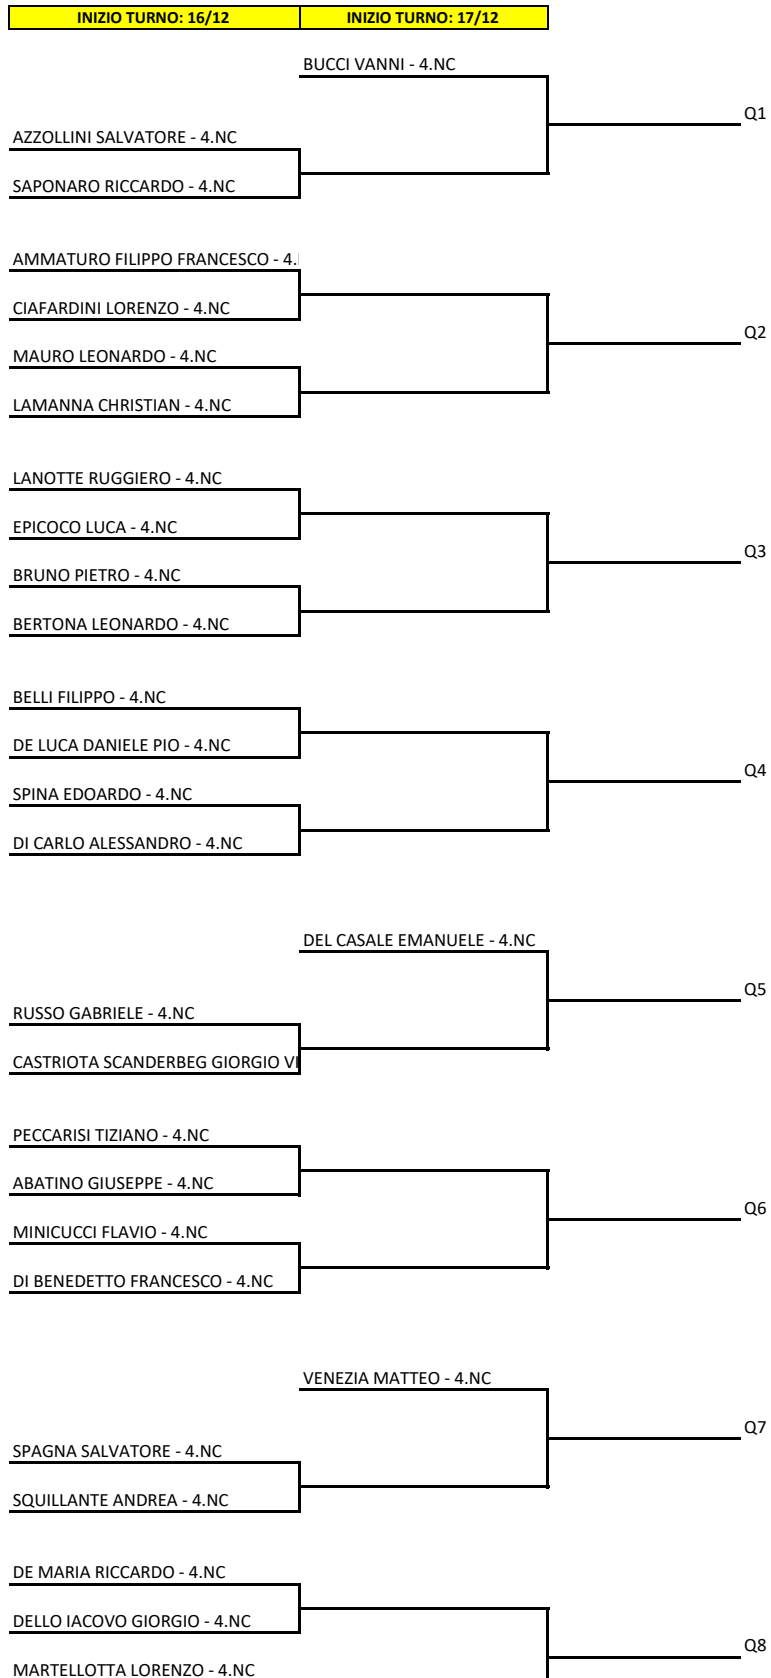 INIZIO TURNO: 16/12 INIZIO TURNO: 17/12
BUCCI VANNI - 4.NC
Q1
AZZOLLINI SALVATORE - 4.NC
SAPONARO RICCARDO - 4.NC
AMMATURO FILIPPO FRANCESCO - 4.
CIAFARDINI LORENZO - 4.NC
Q2
MAURO LEONARDO - 4.NC
LAMANNA CHRISTIAN - 4.NC
LANOTTE RUGGIERO - 4.NC
EPICOCO LUCA - 4.NC
Q3
BRUNO PIETRO - 4.NC
BERTONA LEONARDO - 4.NC
BELLI FILIPPO - 4.NC
DE LUCA DANIELE PIO - 4.NC
Q4
SPINA EDOARDO - 4.NC
DI CARLO ALESSANDRO - 4.NC
DEL CASALE EMANUELE - 4.NC
Q5
RUSSO GABRIELE - 4.NC
CASTRIOTA SCANDERBEG GIORGIO VI
PECCARISI TIZIANO - 4.NC
ABATINO GIUSEPPE - 4.NC
Q6
MINICUCCI FLAVIO - 4.NC
DI BENEDETTO FRANCESCO - 4.NC
VENEZIA MATTEO - 4.NC
Q7
SPAGNA SALVATORE - 4.NC
SQUILLANTE ANDREA - 4.NC
DE MARIA RICCARDO - 4.NC
DELLO IACOVO GIORGIO - 4.NC
Q8
MARTELLOTTA LORENZO - 4.NC